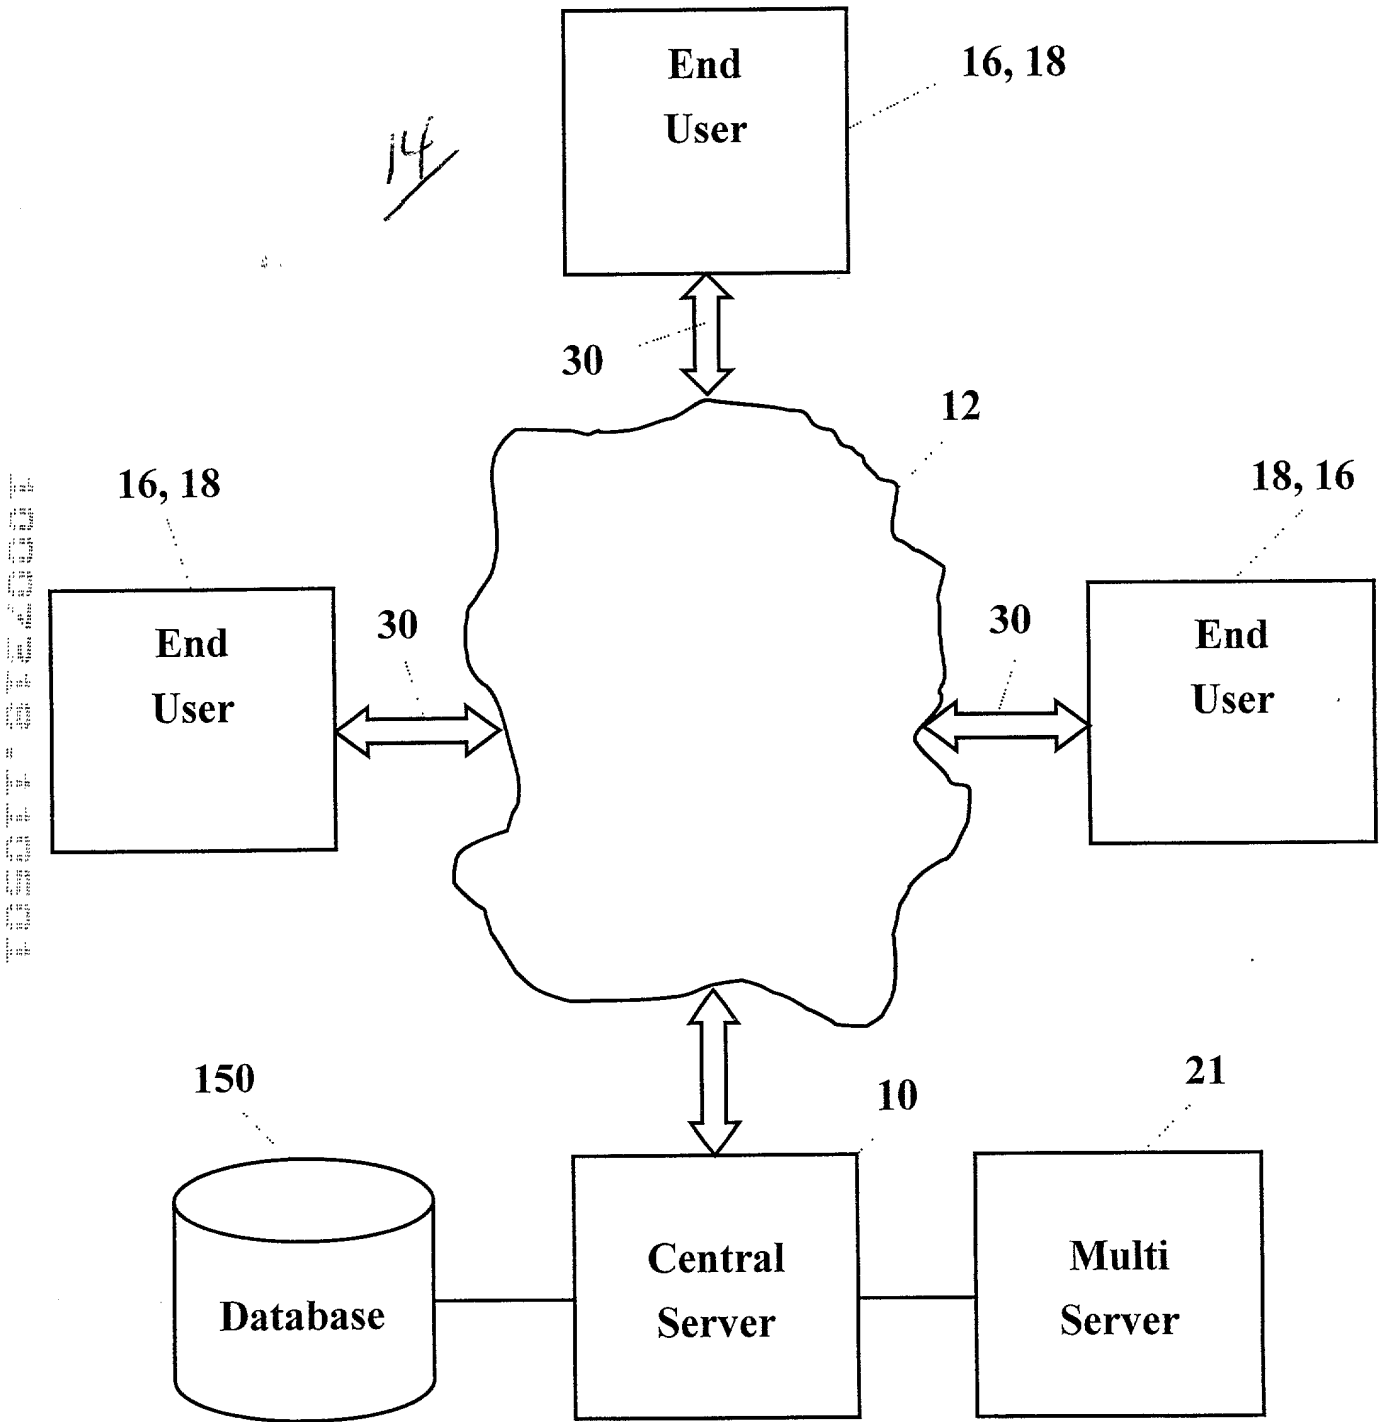 End
User
16, 18
14
30
12
16, 18
18, 16
End
User
30
30
End
User
150
10
21
Database
Central
Server
Multi
Server